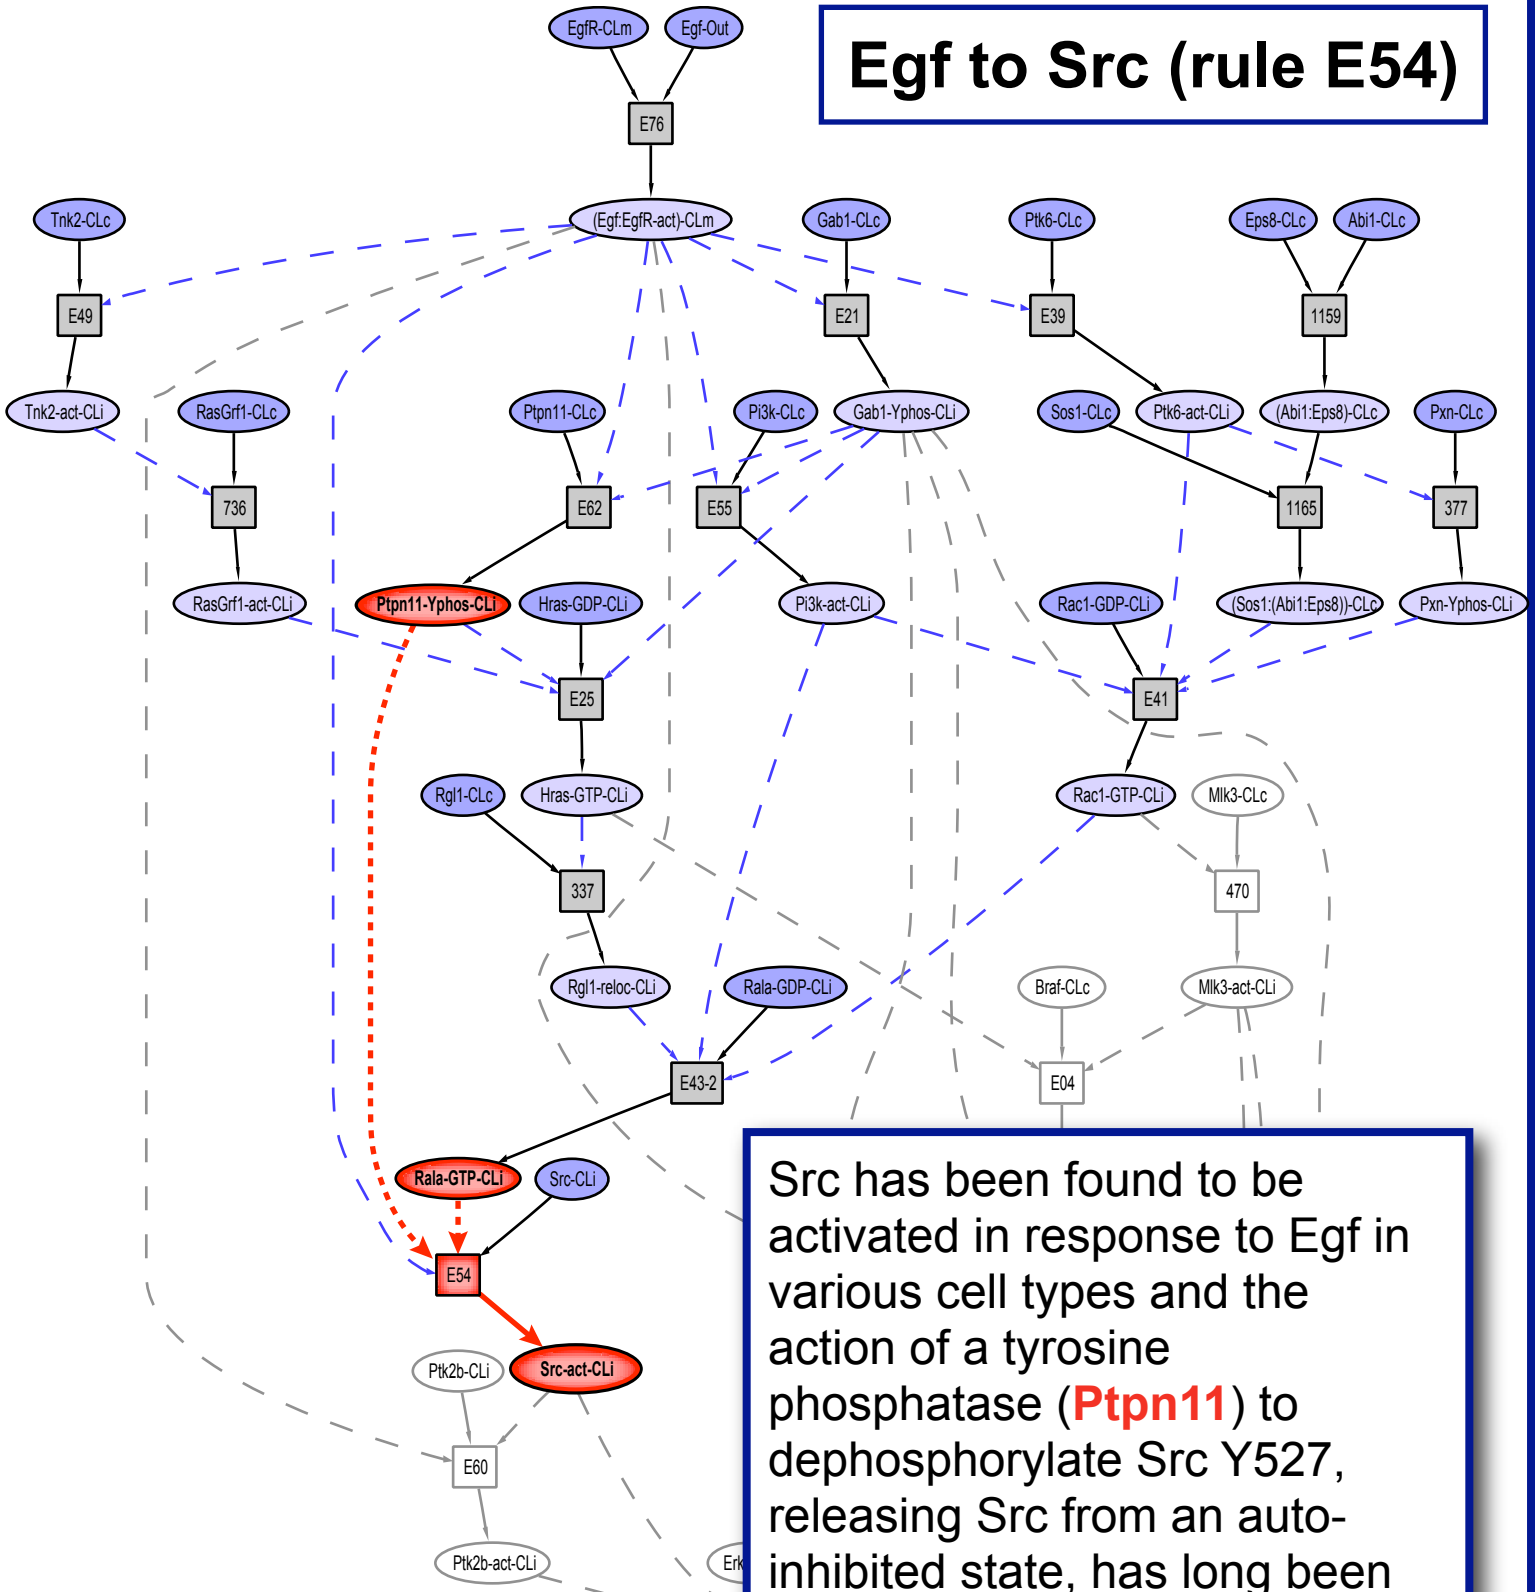 EgfR-CLm Egf-Out
Egf to Src (rule E54)
E76
Tnk2-CLc (Egf:EgfR-act)-CLm Gab1-CLc Ptk6-CLc Eps8-CLc Abi1-CLc
E49 E21 E39 1159
Tnk2-act-CLi RasGrf1-CLc Ptpn11-CLc Pi3k-CLc Gab1-Yphos-CLi Sos1-CLc Ptk6-act-CLi (Abi1:Eps8)-CLc Pxn-CLc
736 E62 E55 1165 377
RasGrf1-act-CLi Ptpn11-Yphos-CLi Hras-GDP-CLi Pi3k-act-CLi Rac1-GDP-CLi (Sos1:(Abi1:Eps8))-CLc Pxn-Yphos-CLi
E25 E41
Rgl1-CLc Hras-GTP-CLi Rac1-GTP-CLi Mlk3-CLc
337 470
Rgl1-reloc-CLi Rala-GDP-CLi Braf-CLc Mlk3-act-CLi
E43-2 E04
Rala-GTP-CLi Src-CLi
E54
Ptk2b-CLi Src-act-CLi
E60
Ptk2b-act-CLi Erk
Src has been found to be
activated in response to Egf in
various cell types and the
action of a tyrosine
phosphatase (Ptpn11) to
dephosphorylate Src Y527,
releasing Src from an auto-
inhibited state, has long been